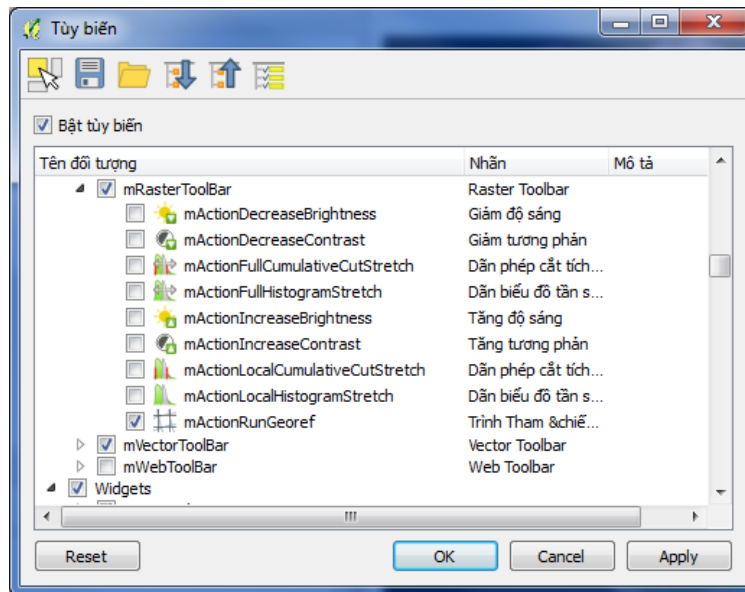 Tùy biến
Bật tùy biến
Tên đối tượng Nhãn Mô tả
mRasterToolBar Raster Toolbar
mActionDecreaseBrightness Giảm độ sáng
mActionDecreaseContrast Giảm tương phản
mActionFullCumulativeCutStretch Dãn phép cắt tích...
mActionFullHistogramStretch Dãn biểu đồ tần s...
mActionIncreaseBrightness Tăng độ sáng
mActionIncreaseContrast Tăng tương phản
mActionLocalCumulativeCutStretch Dãn phép cắt tích...
mActionLocalHistogramStretch Dãn biểu đồ tần s...
mActionRunGeoref Trình Tham &chiế...
mVectorToolBar Vector Toolbar
mWebToolBar Web Toolbar
Widgets
Reset OK Cancel Apply